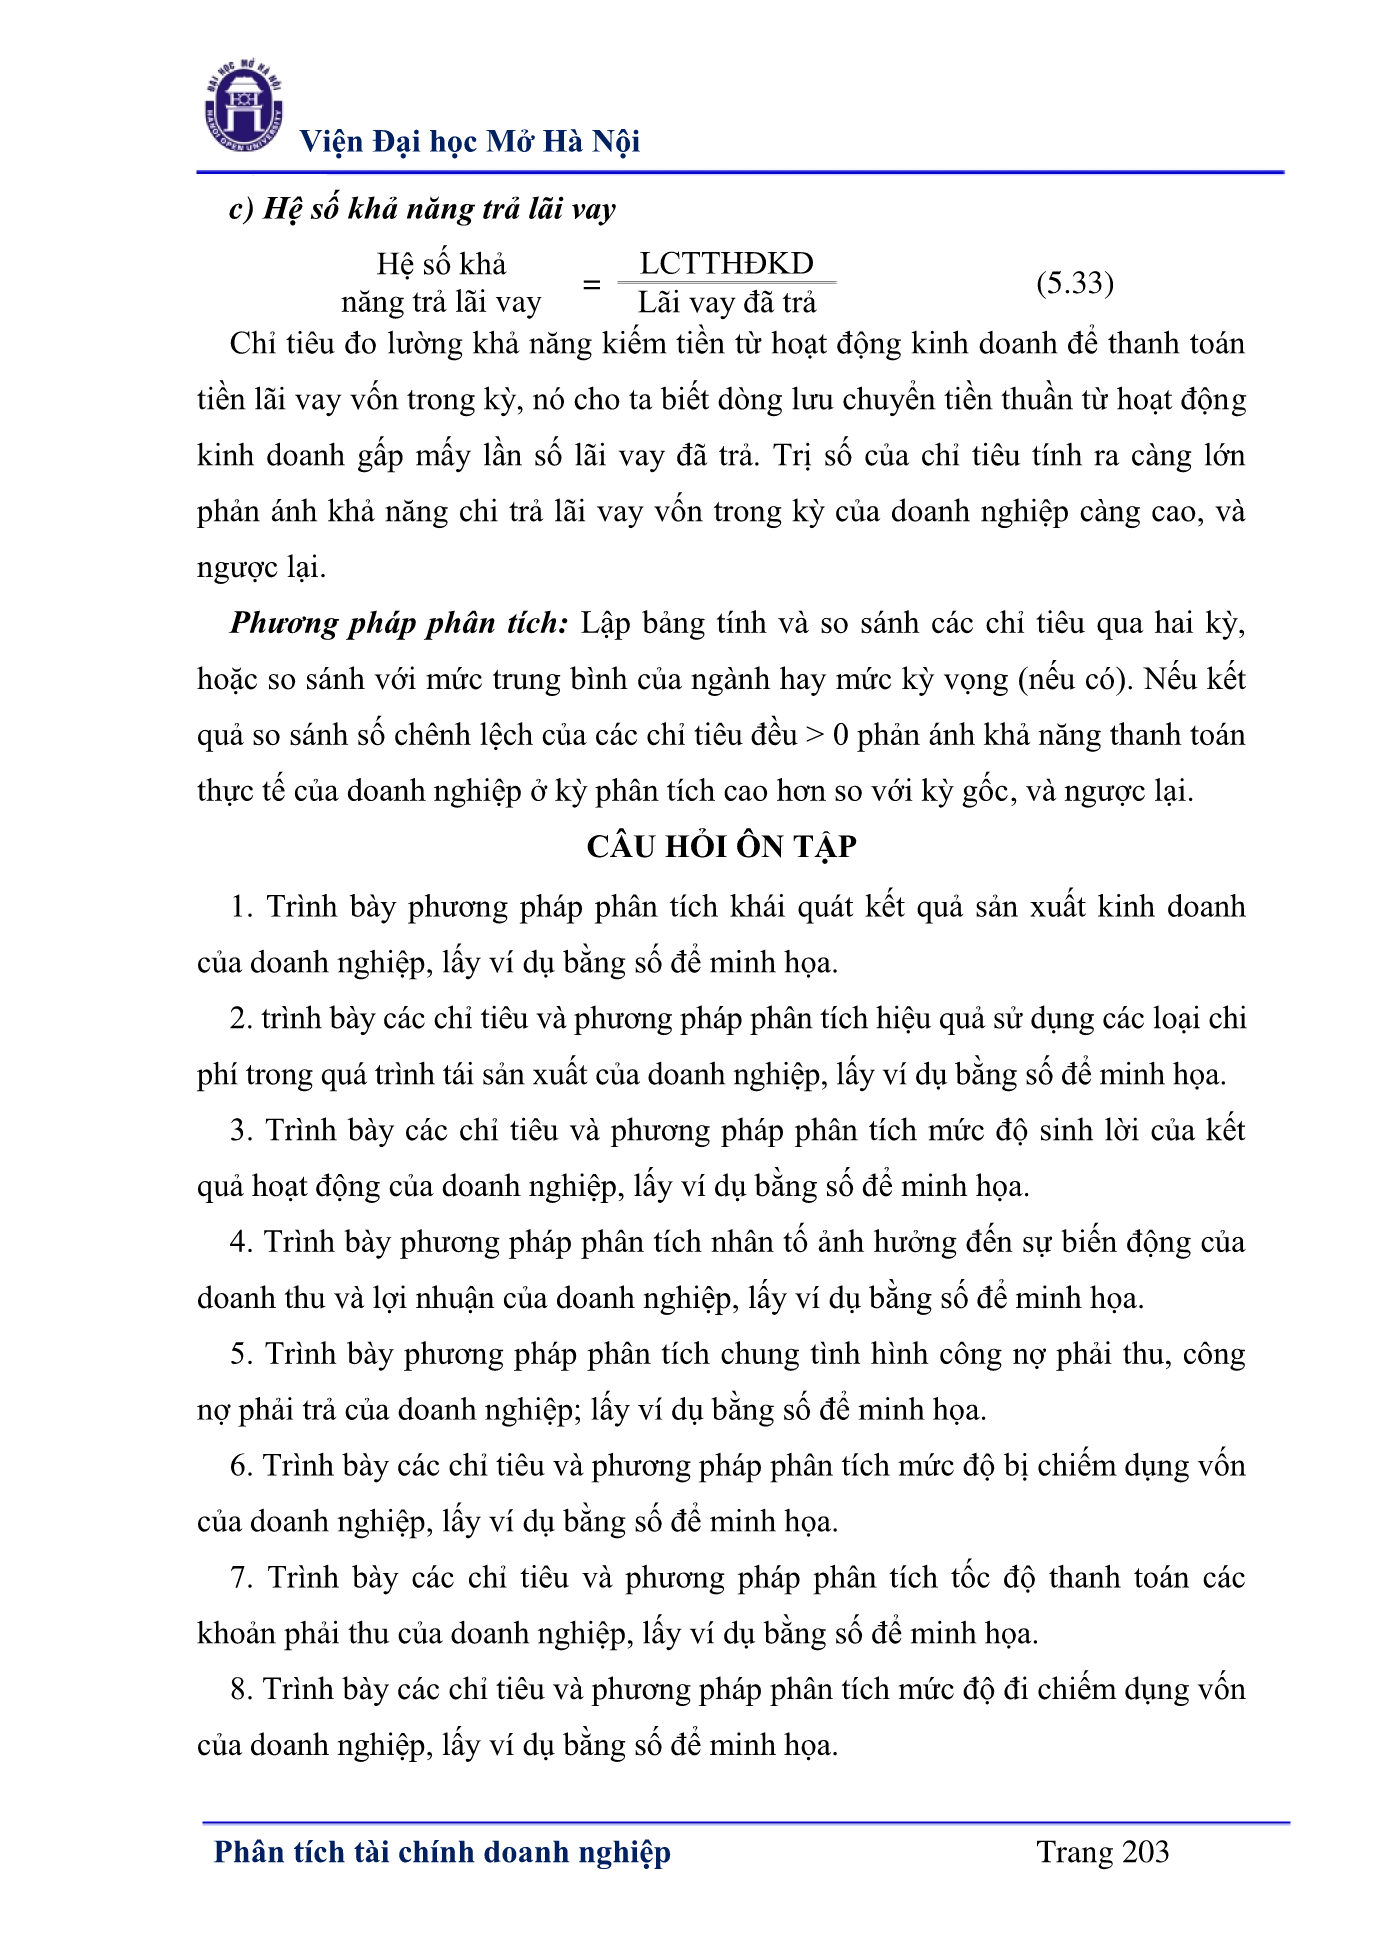 ĐẠI HỌC MỞ HÀ NỘI
HANOI OPEN UNIVERSITY
Viện Đại học Mở Hà Nội
c) Hệ số khả năng trả lãi vay
Hệ số khả
năng trả lãi vay
=
LCTTHĐKD
Lãi vay đã trả
(5.33)
Chỉ tiêu đo lường khả năng kiếm tiền từ hoạt động kinh doanh để thanh toán
tiền lãi vay vốn trong kỳ, nó cho ta biết dòng lưu chuyển tiền thuần từ hoạt động
kinh doanh gấp mấy lần số lãi vay đã trả. Trị số của chỉ tiêu tính ra càng lớn
phản ánh khả năng chi trả lãi vay vốn trong kỳ của doanh nghiệp càng cao, và
ngược lại.
Phương pháp phân tích: Lập bảng tính và so sánh các chỉ tiêu qua hai kỳ,
hoặc so sánh với mức trung bình của ngành hay mức kỳ vọng (nếu có). Nếu kết
quả so sánh số chênh lệch của các chỉ tiêu đều > 0 phản ánh khả năng thanh toán
thực tế của doanh nghiệp ở kỳ phân tích cao hơn so với kỳ gốc, và ngược lại.
CÂU HỎI ÔN TẬP
1. Trình bày phương pháp phân tích khái quát kết quả sản xuất kinh doanh
của doanh nghiệp, lấy ví dụ bằng số để minh họa.
2. trình bày các chỉ tiêu và phương pháp phân tích hiệu quả sử dụng các loại chi
phí trong quá trình tái sản xuất của doanh nghiệp, lấy ví dụ bằng số để minh họa.
3. Trình bày các chỉ tiêu và phương pháp phân tích mức độ sinh lời của kết
quả hoạt động của doanh nghiệp, lấy ví dụ bằng số để minh họa.
4. Trình bày phương pháp phân tích nhân tố ảnh hưởng đến sự biến động của
doanh thu và lợi nhuận của doanh nghiệp, lấy ví dụ bằng số để minh họa.
5. Trình bày phương pháp phân tích chung tình hình công nợ phải thu, công
nợ phải trả của doanh nghiệp; lấy ví dụ bằng số để minh họa.
6. Trình bày các chỉ tiêu và phương pháp phân tích mức độ bị chiếm dụng vốn
của doanh nghiệp, lấy ví dụ bằng số để minh họa.
7. Trình bày các chỉ tiêu và phương pháp phân tích tốc độ thanh toán các
khoản phải thu của doanh nghiệp, lấy ví dụ bằng số để minh họa.
8. Trình bày các chỉ tiêu và phương pháp phân tích mức độ đi chiếm dụng vốn
của doanh nghiệp, lấy ví dụ bằng số để minh họa.
Phân tích tài chính doanh nghiệp
Trang 203